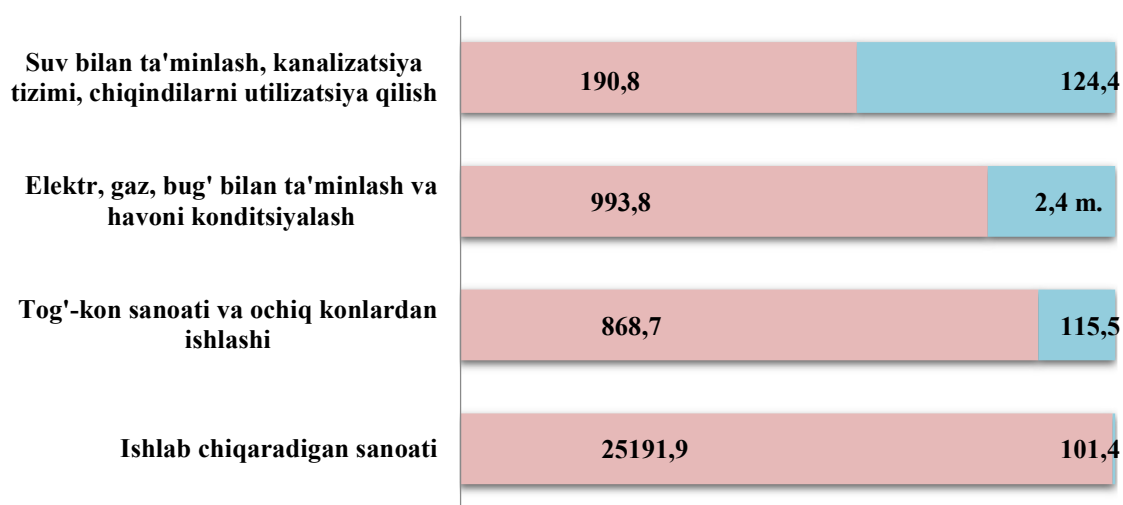 Suv bilan ta'minlash, kanalizatsiya
tizimi, chiqindilarni utilizatsiya qilish
190,8
124,4
Elektr, gaz, bug' bilan ta'minlash va
havoni konditsiyalash
993,8
2,4 m.
Tog'-kon sanoati va ochiq konlardan
ishlashi
868,7
115,5
Ishlab chiqaradigan sanoati
25191,9
101,4